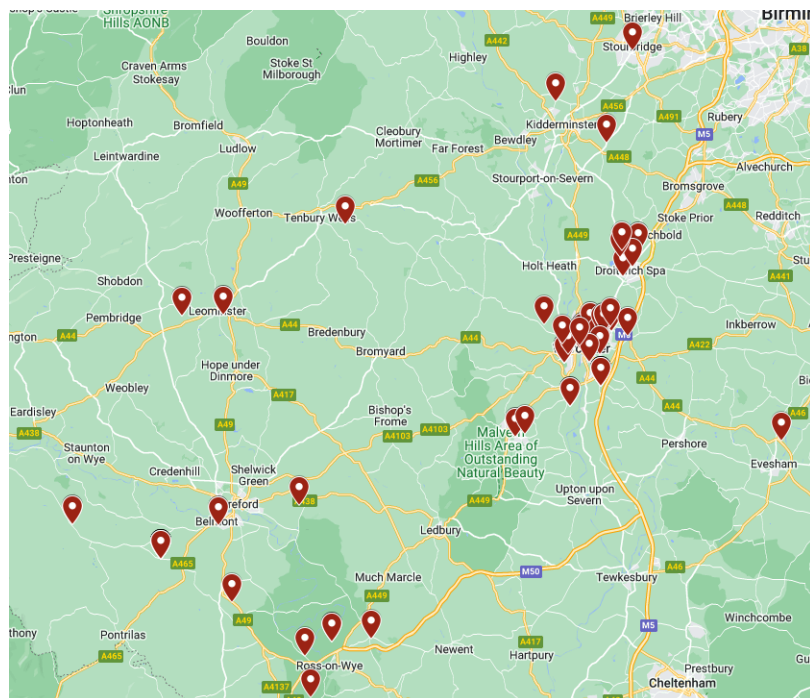 Shropshire
Hills AONB
Bouldon
Stoke St
Milborough
Highley
A442
A449
Brierley Hill
Stourbridge
Birmin
A38
Craven Arms
Stokesay
Clun
Hoptonheath
Bromfield
Leintwardine
Ludlow
Cleobury
Mortimer
Far Forest
Bewdley
Kidderminster
A456
A491
Rubery
M5
A448
Alvechurch
A49
A456
Stourport-on-Severn
Bromsgrove
Woofferton
Tenbury Wells
A449
Stoke Prior
A448
Redditch
Presteigne
Shobdon
Holt Heath
Droitwich Spa
A441
Pembridge
Leominster
A44
A44
Bredenbury
Bromyard
A44
Inkberrow
A422
Hope under
Dinmore
Weobley
A417
A44
Eardisley
A438
A49
Bishop's
Frome
A4103
A4103
A46
Staunton
on Wye
Credenhill
Shelwick
Green
Malvern
Hills Area of
Outstanding
Natural Beauty
Pershore
Evesham
Hereford
A438
Belmont
A449
Upton upon
Severn
Ledbury
A465
M50
Much Marcle
Tewkesbury
A46
A449
A49
Winchcombe
Pontrilas
A465
M5
A417
Ross-on-Wye
Newent
Hartpury
Prestbury
A4137
Cheltenham